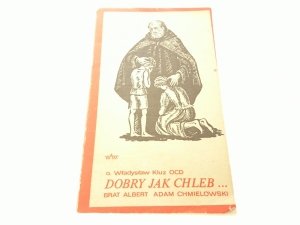 o. Władysław Kluz OCD
DOBRY JAK CHLEB ...
BRAT ALBERT ADAM CHMIELOWSKI